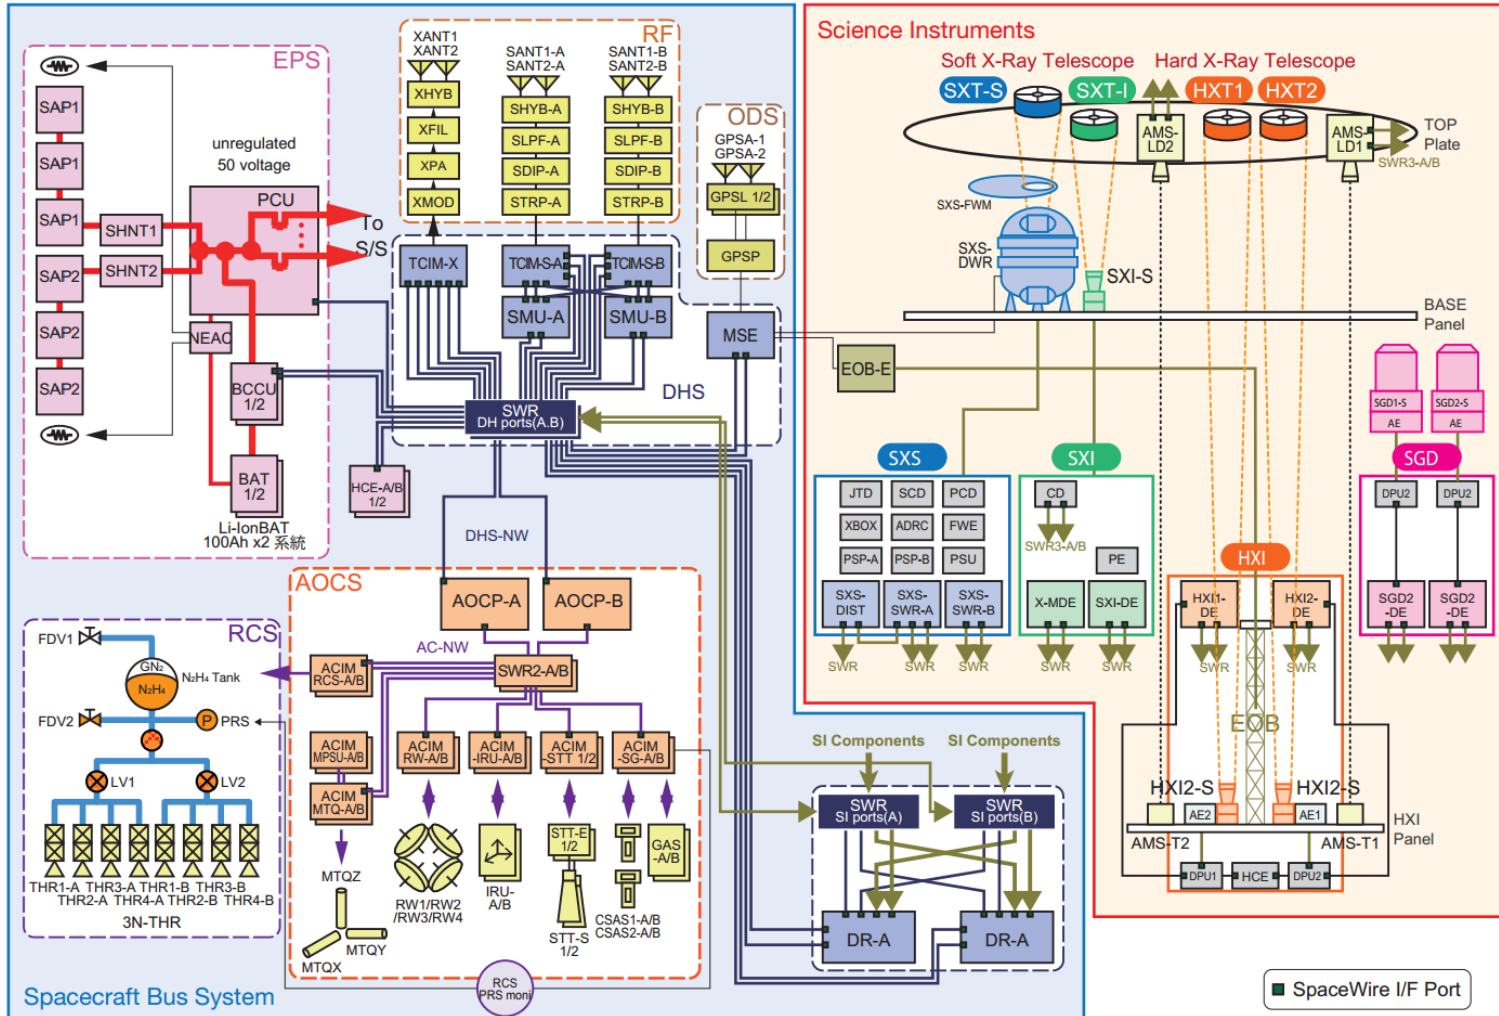 EPS
SAP1
SAP1
SAP1
SAP2
SAP2
SAP2
unregulated
50 voltage
PCU
SHNT1
SHNT2
To
S/S
NEAC
BCCU
1/2
BAT
1/2
Li-IonBAT
100Ah x2 系統
HCE-A/B
1/2
RF
XANT1
XANT2
XHYB
XFIL
XPA
XMOD
SANT1-A
SANT2-A
SHYB-A
SLPF-A
SDIP-A
STRP-A
SANT1-B
SANT2-B
SHYB-B
SLPF-B
SDIP-B
STRP-B
ODS
GPSA-1
GPSA-2
GPSL 1/2
GPSP
TCIM-X
TCIM-S-A
TCIM-S-B
SMU-A
SMU-B
MSE
DHS
SWR
DH ports(A.B)
DHS-NW
AOCS
AOCP-A
AOCP-B
AC-NW
SWR2-A/B
ACIM
RCS-A/B
ACIM
MPSU-A/B
ACIM
MTQ-A/B
ACIM
RW-A/B
ACIM
-IRU-A/B
ACIM
-STT 1/2
ACIM
-SG-A/B
MTQZ
MTQY
MTQX
RW1/RW2
/RW3/RW4
IRU-
A/B
STT-E
1/2
STT-S
1/2
CSAS1-A/B
CSAS2-A/B
GAS
-A/B
RCS
PRS moni
RCS
FDV1
GN₂
N₂H₄
N₂H₄ Tank
FDV2
P
PRS
LV1
LV2
THR1-A THR3-A THR1-B THR3-B
THR2-A THR4-A THR2-B THR4-B
3N-THR
Spacecraft Bus System
SI Components
SI Components
SWR
SI ports(A)
SWR
SI ports(B)
DR-A
DR-A
Science Instruments
Soft X-Ray Telescope
Hard X-Ray Telescope
SXT-S
SXT-I
HXT1
HXT2
AMS-
LD2
AMS-
LD1
TOP
Plate
SWR3-A/B
SXS-FWM
SXS-
DWR
SXI-S
BASE
Panel
EOB-E
SXS
JTD
SCD
PCD
XBOX
ADRC
FWE
PSP-A
PSP-B
PSU
SXS-
DIST
SXS-
SWR-A
SXS-
SWR-B
SWR
SWR
SWR
SXI
CD
SWR3-A/B
PE
X-MDE
SXI-DE
SWR
SWR
SGD1-S
AE
SGD2-S
AE
SGD
DPU2
DPU2
SGD2
-DE
SGD2
-DE
HXI
HXI1-
DE
HXI2-
DE
SWR
SWR
EOB
HXI2-S
HXI2-S
AE2
AE1
AMS-T2
AMS-T1
HXI
Panel
DPU1
HCE
DPU2
SpaceWire I/F Port